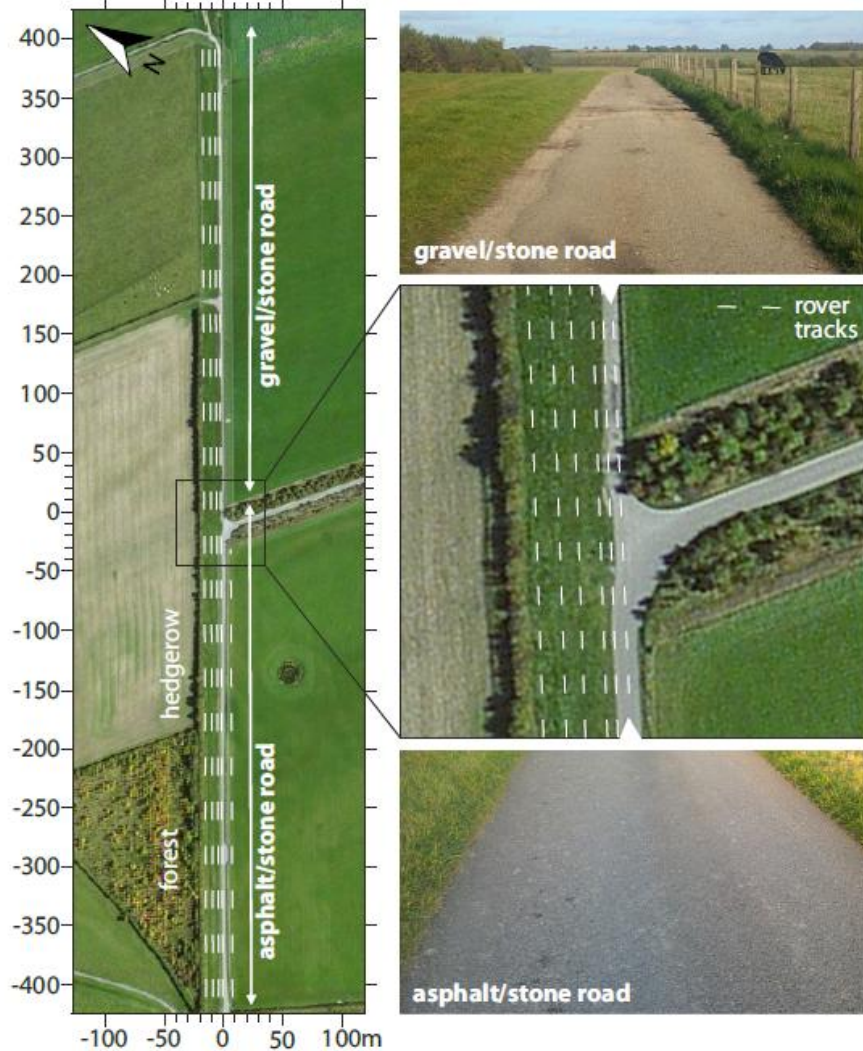 400
350
300
250
200
150
100
50
0
-50
-100
-150
-200
-250
-300
-350
-400
-100 -50 0 50 100m
N
gravel/stone road
hedgerow
forest
asphalt/stone road
gravel/stone road
rover
tracks
asphalt/stone road